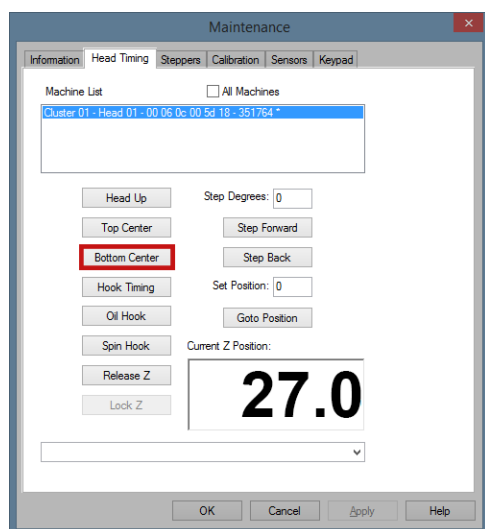 Maintenance
Information Head Timing Steppers Calibration Sensors Keypad
Machine List All Machines
Cluster 01 - Head 01 - 00 06 0c 00 5d 18 - 351764 *
Head Up Step Degrees: 0
Top Center Step Forward
Bottom Center Step Back
Hook Timing Set Position: 0
Oil Hook Goto Position
Spin Hook Current Z Position:
Release Z 27.0
Lock Z
OK Cancel Apply Help